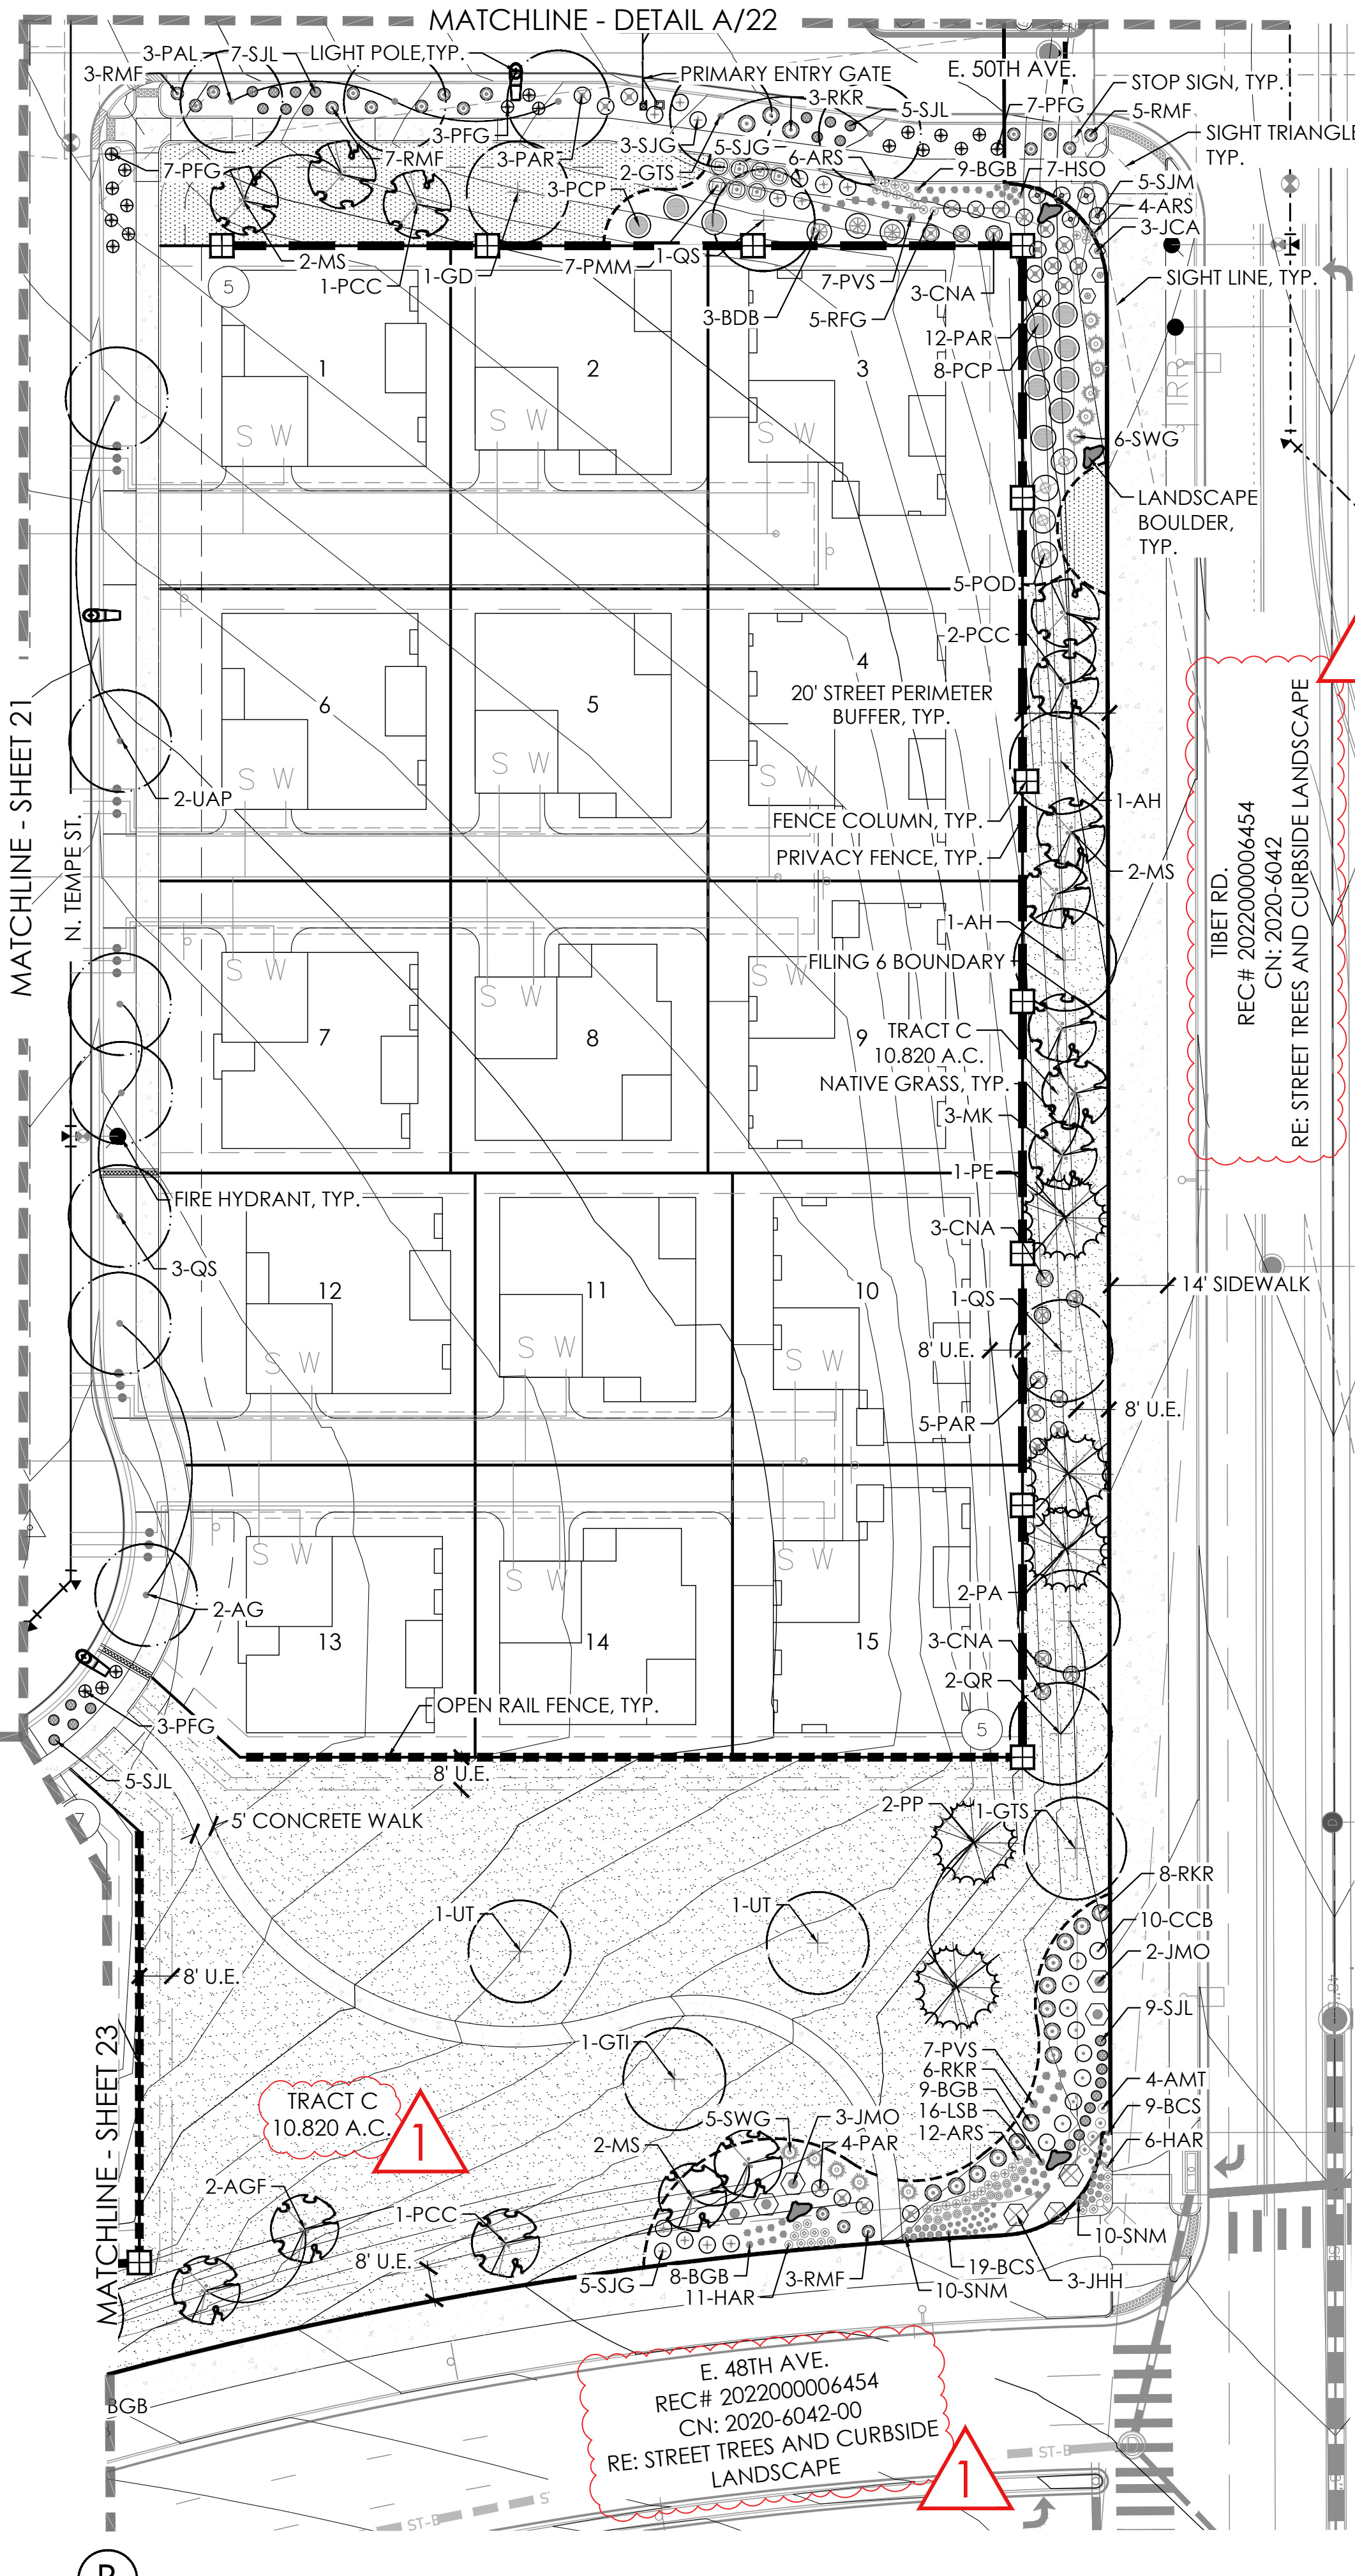 MATCHLINE - DETAIL A/22
3-PAL
7-SJL
LIGHT POLE,TYP.
3-RMF
PRIMARY ENTRY GATE
E. 50TH AVE.
STOP SIGN, TYP.
3-RKR
5-SJL
7-PFG
5-RMF
SIGHT TRIANGLE
TYP.
3-PFG
7-RMF
3-PAR
3-SJG
5-SJG
2-GTS
6-ARS
9-BGB
7-HSO
7-PFG
3-PCP
5-SJM
4-ARS
3-JCA
2-MS
1-PCC
1-GD
7-PMM
1-QS
7-PVS
3-CNA
SIGHT LINE, TYP.
5
3-BDB
5-RFG
12-PAR
8-PCP
1
2
3
S W
S W
S W
6-SWG
LANDSCAPE
BOULDER,
TYP.
5-POD
2-PCC
4
20' STREET PERIMETER
BUFFER, TYP.
6
5
S W
S W
S W
MATCHLINE - SHEET 21
N. TEMPE ST.
2-UAP
1-AH
FENCE COLUMN, TYP.
PRIVACY FENCE, TYP.
2-MS
1-AH
FILING 6 BOUNDARY
TIBET RD.
REC# 2022000006454
CN: 2020-6042
RE: STREET TREES AND CURBSIDE LANDSCAPE
S W
S W
S W
7
8
9
TRACT C
10.820 A.C.
NATIVE GRASS, TYP.
3-MK
1-PE
FIRE HYDRANT, TYP.
3-CNA
3-QS
14' SIDEWALK
12
11
10
1-QS
8' U.E.
S W
S W
S W
5-PAR
8' U.E.
S W
S W
S W
2-PA
2-AG
13
14
15
3-CNA
2-QR
OPEN RAIL FENCE, TYP.
3-PFG
5
8' U.E.
5-SJL
7
5' CONCRETE WALK
2-PP
1-GTS
8-RKR
1-UT
1-UT
10-CCB
2-JMO
8' U.E.
9-SJL
1-GTI
7-PVS
6-RKR
9-BGB
16-LSB
12-ARS
4-AMT
9-BCS
6-HAR
MATCHLINE - SHEET 23
TRACT C
10.820 A.C.
1
5-SWG
3-JMO
4-PAR
2-MS
2-AGF
1-PCC
8' U.E.
10-SNM
5-SJG
8-BGB
11-HAR
3-RMF
19-BCS
10-SNM
3-JHH
E. 48TH AVE.
REC# 2022000006454
CN: 2020-6042-00
RE: STREET TREES AND CURBSIDE
LANDSCAPE
1
BGB
ST-B
ST-B
D
D
B